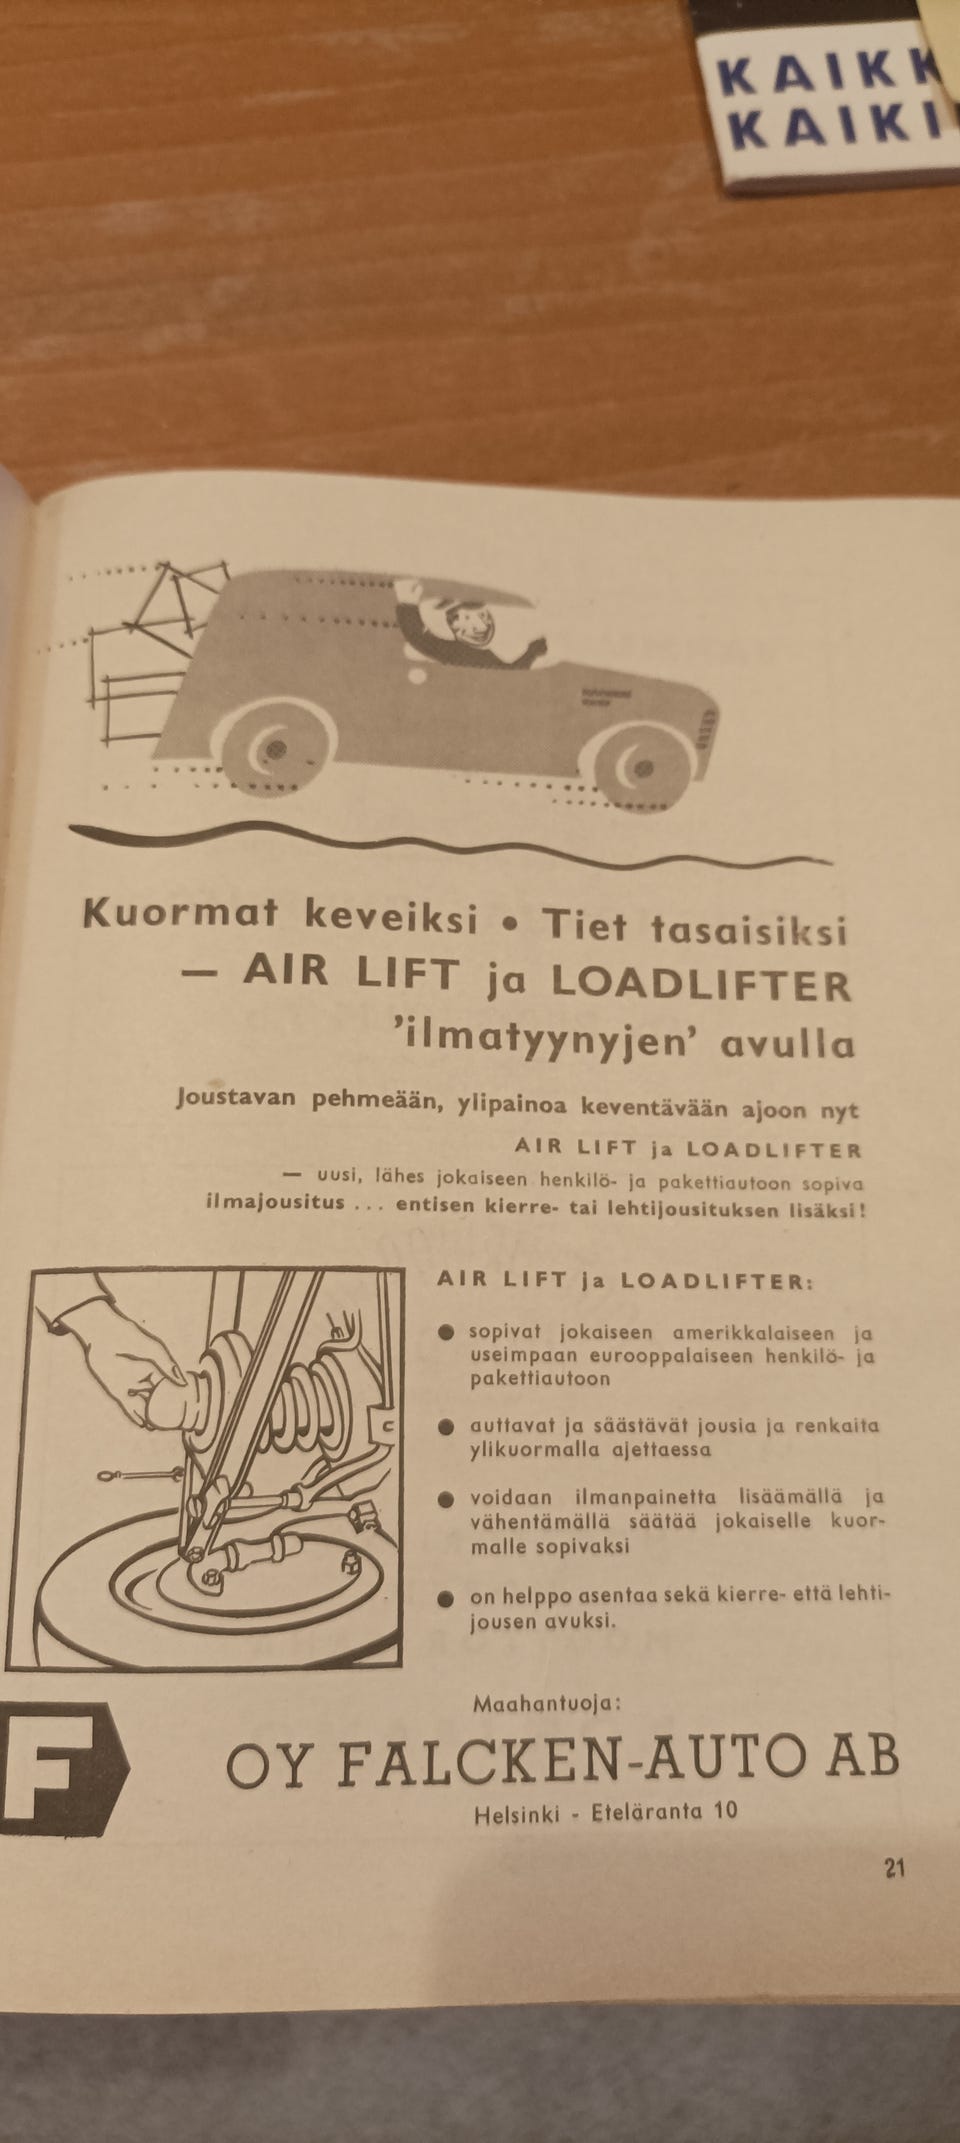 KAIKK
KAIKI
Kuormat keveiksi • Tiet tasaisiksi
— AIR LIFT ja LOADLIFTER
’ilmatyynyjen’ avulla
Joustavan pehmeään, ylipainoa keventävään ajoon nyt
AIR LIFT ja LOADLIFTER
— uusi, lähes jokaiseen henkilö- ja pakettiautoon sopiva
ilmajousitus ... entisen kierre- tai lehtijousituksen lisäksi!
AIR LIFT ja LOADLIFTER:
● sopivat jokaiseen amerikkalaiseen ja
useimpaan eurooppalaiseen henkilö- ja
pakettiautoon
● auttavat ja säästävät jousia ja renkaita
ylikuormalla ajettaessa
● voidaan ilmanpainetta lisäämällä ja
vähentämällä säätää jokaiselle kuor-
malle sopivaksi
● on helppo asentaa sekä kierre- että lehti-
jousen avuksi.
Maahantuoja:
F
OY FALCKEN-AUTO AB
Helsinki - Eteläranta 10
21